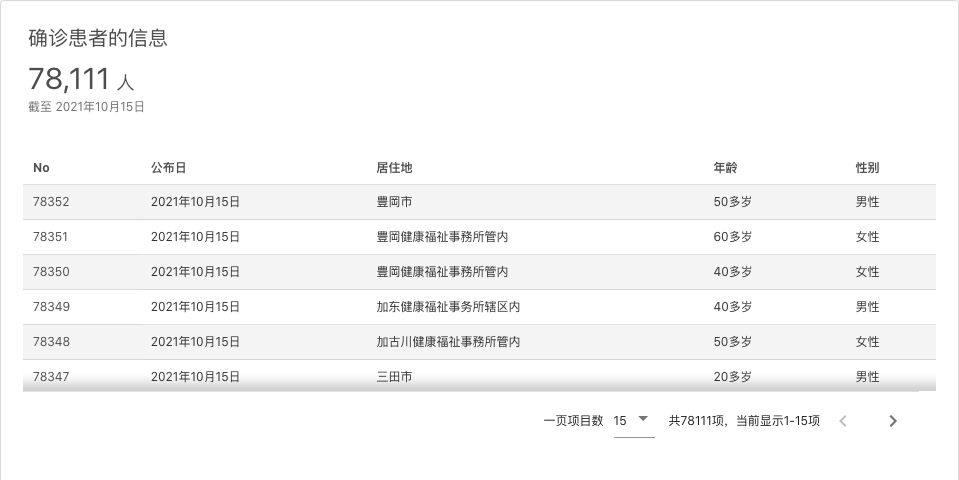 确诊患者的信息
78,111 人
截至 2021年10月15日
No 公布日 居住地 年龄 性别
78352 2021年10月15日 豊岡市 50多岁 男性
78351 2021年10月15日 豊岡健康福祉事務所管内 60多岁 女性
78350 2021年10月15日 豊岡健康福祉事務所管内 40多岁 女性
78349 2021年10月15日 加东健康福祉事务所辖区内 40多岁 男性
78348 2021年10月15日 加古川健康福祉事務所管内 50多岁 女性
78347 2021年10月15日 三田市 20多岁 男性
一页项目数 15 共78111项，当前显示1-15项